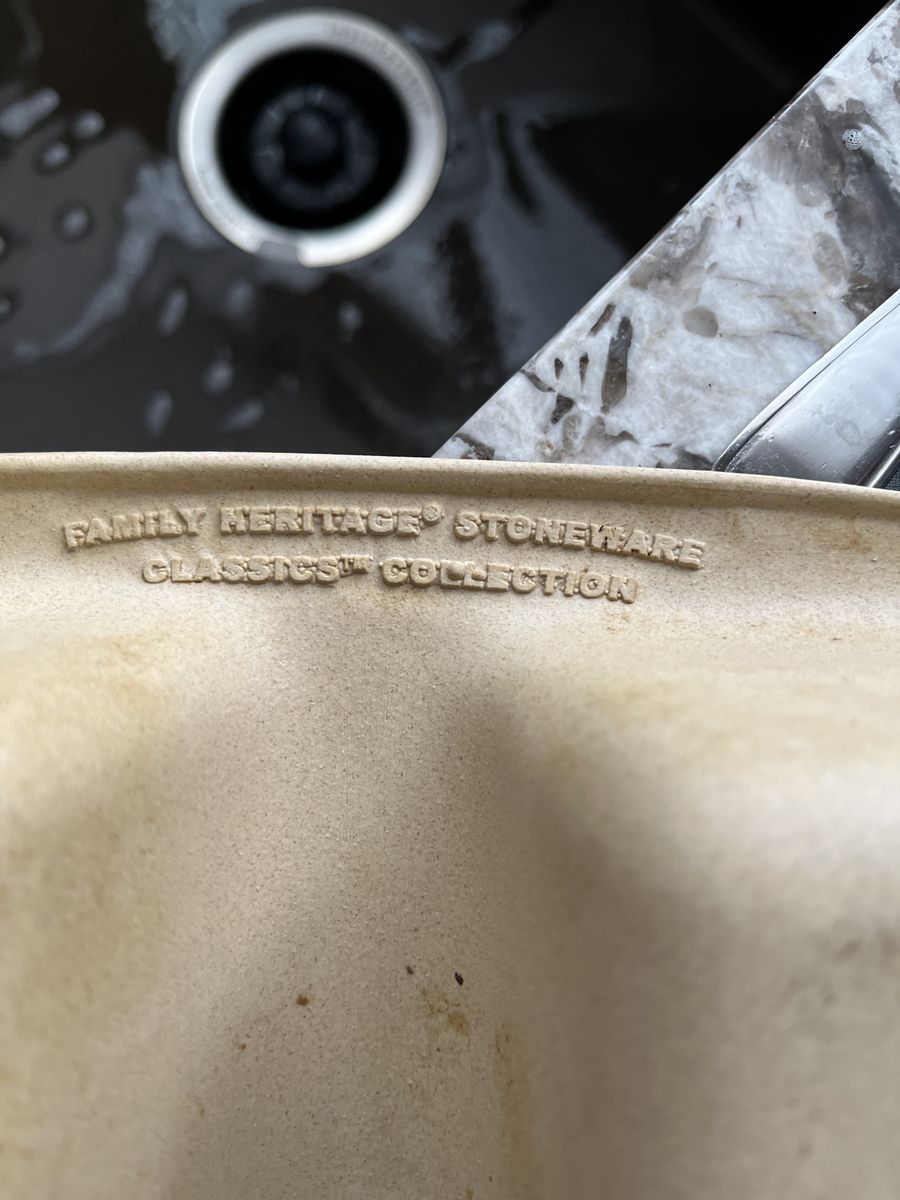 FAMILY HERITAGE® STONEWARE
CLASSICS™ COLLECTION